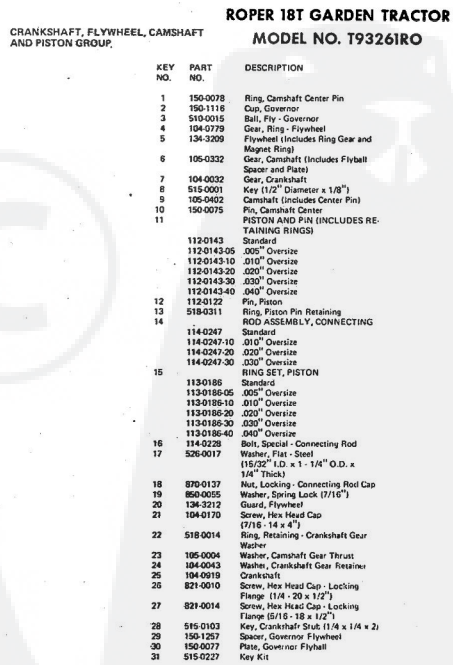 ROPER 18T GARDEN TRACTOR
CRANKSHAFT, FLYWHEEL, CAMSHAFT
AND PISTON GROUP.
MODEL NO. T93261RO
KEY NO. PART NO. DESCRIPTION
1 150-0078 Ring, Camshaft Center Pin
2 150-1116 Cup, Governor
3 510-0015 Ball, Fly - Governor
4 104-0779 Gear, Ring - Flywheel
5 134-3209 Flywheel (Includes Ring Gear and
Magnet Ring)
6 105-0332 Gear, Camshaft (Includes Flyball
Spacer and Plate)
7 104-0032 Gear, Crankshaft
8 515-0001 Key (1/2" Diameter x 1/8")
9 105-0402 Camshaft (Includes Center Pin)
10 150-0075 Pin, Camshaft Center
11 PISTON AND PIN (INCLUDES RE-
TAINING RINGS)
112-0143 Standard
112-0143-05 .005" Oversize
112-0143-10 .010" Oversize
112-0143-20 .020" Oversize
112-0143-30 .030" Oversize
112-0143-40 .040" Oversize
12 112-0122 Pin, Piston
13 518-0311 Ring, Piston Pin Retaining
14 ROD ASSEMBLY, CONNECTING
114-0247 Standard
114-0247-10 .010" Oversize
114-0247-20 .020" Oversize
114-0247-30 .030" Oversize
15 RING SET, PISTON
113-0186 Standard
113-0186-05 .005" Oversize
113-0186-10 .010" Oversize
113-0186-20 .020" Oversize
113-0186-30 .030" Oversize
113-0186-40 .040" Oversize
16 114-0228 Bolt, Special - Connecting Rod
17 526-0017 Washer, Flat - Steel
(15/32" I.D. x 1 - 1/4" O.D. x
1/4" Thick)
18 870-0137 Nut, Locking - Connecting Rod Cap
19 850-0055 Washer, Spring Lock (7/16")
20 134-3212 Guard, Flywheel
21 104-0170 Screw, Hex Head Cap
(7/16 - 14 x 4")
22 518-0014 Ring, Retaining - Crankshaft Gear
Washer
23 105-0004 Washer, Camshaft Gear Thrust
24 104-0043 Washer, Crankshaft Gear Retainer
25 104-0919 Crankshaft
26 821-0010 Screw, Hex Head Cap - Locking
Flange (1/4 - 20 x 1/2")
27 821-0014 Screw, Hex Head Cap - Locking
Flange (5/16 - 18 x 1/2")
28 515-0103 Key, Crankshaft Stub (1/4 x 1/4 x 2)
29 150-1257 Spacer, Governor Flywheel
30 150-0077 Plate, Governor Flyball
31 515-0227 Key Kit